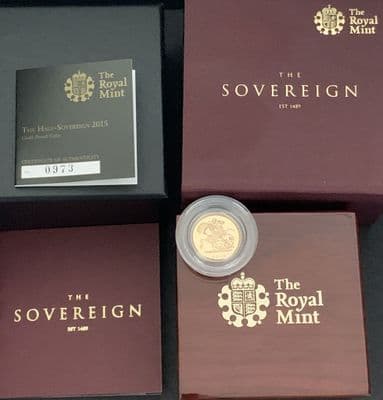 The
Royal
Mint
THE HALF-SOVEREIGN 2015
Gold Proof Coin
CERTIFICATE OF AUTHENTICITY
0973
The
Royal Mint
THE
SOVEREIGN
EST 1489
THE
SOVEREIGN
EST 1489
The
Royal
Mint